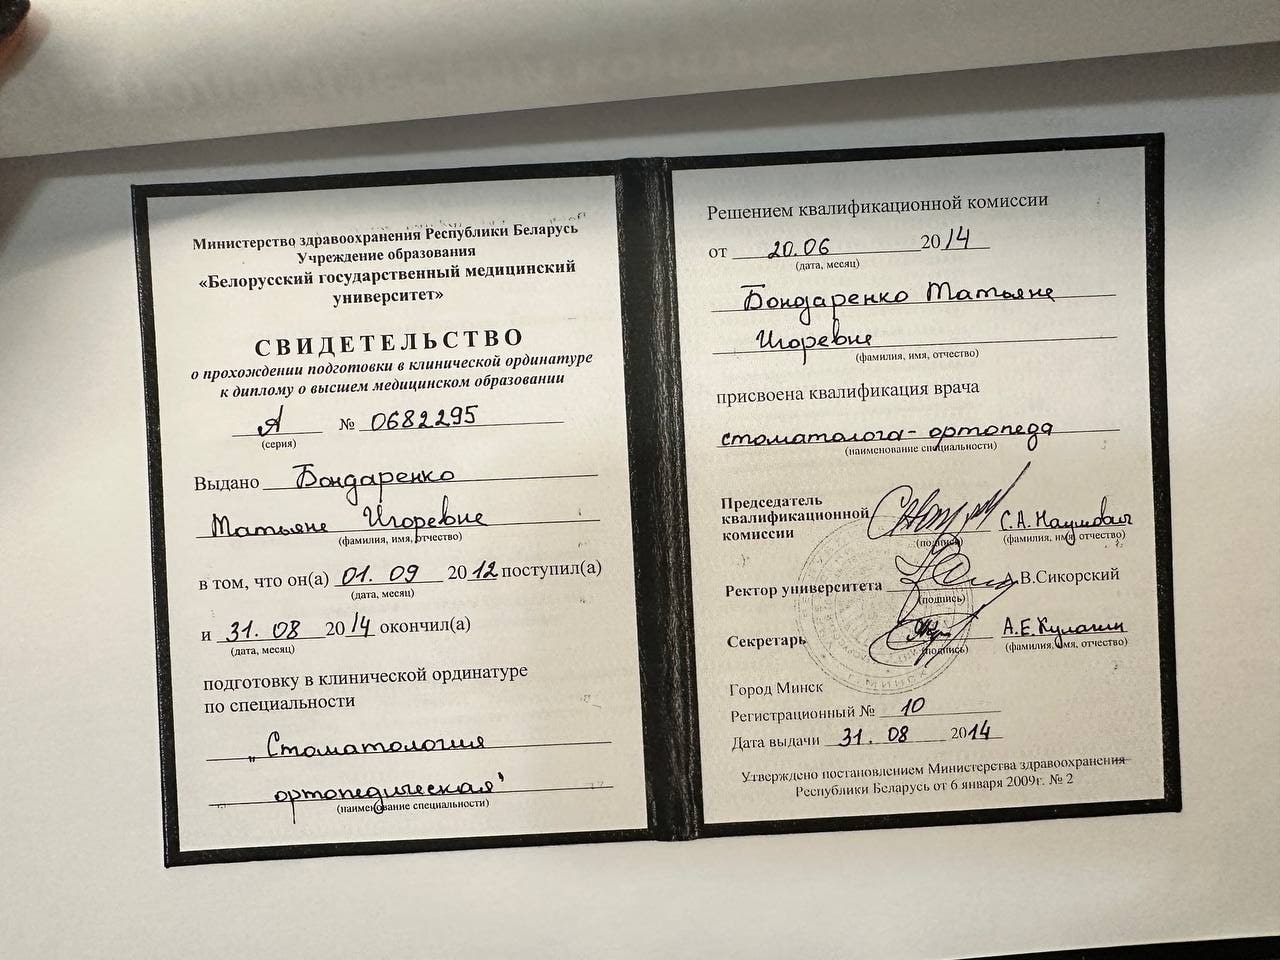 Министерство здравоохранения Республики Беларусь
Учреждение образования
«Белорусский государственный медицинский
университет»
СВИДЕТЕЛЬСТВО
о прохождении подготовки в клинической ординатуре
к диплому о высшем медицинском образовании
А № 0682295
(серия)
Выдано Бондаренко
Татьяне Игоревне
(фамилия, имя, отчество)
в том, что он(а) 01. 09 2012 поступил(а)
(дата, месяц)
и 31. 08 2014 окончил(а)
(дата, месяц)
подготовку в клинической ординатуре
по специальности
„Стоматология
ортопедическая"
(наименование специальности)
Решением квалификационной комиссии
от 20.06 2014
(дата, месяц)
Бондаренко Татьяне
Игоревне
(фамилия, имя, отчество)
присвоена квалификация врача
стоматолога-ортопеда
(наименование специальности)
Председатель
квалификационной
комиссии С.А.Наумович
(подпись) (фамилия, имя, отчество)
Ректор университета А.В.Сикорский
(подпись)
Секретарь А.Е.Кулагин
(подпись) (фамилия, имя, отчество)
Город Минск
Регистрационный № 10
Дата выдачи 31. 08 2014
Утверждено постановлением Министерства здравоохранения
Республики Беларусь от 6 января 2009г. № 2